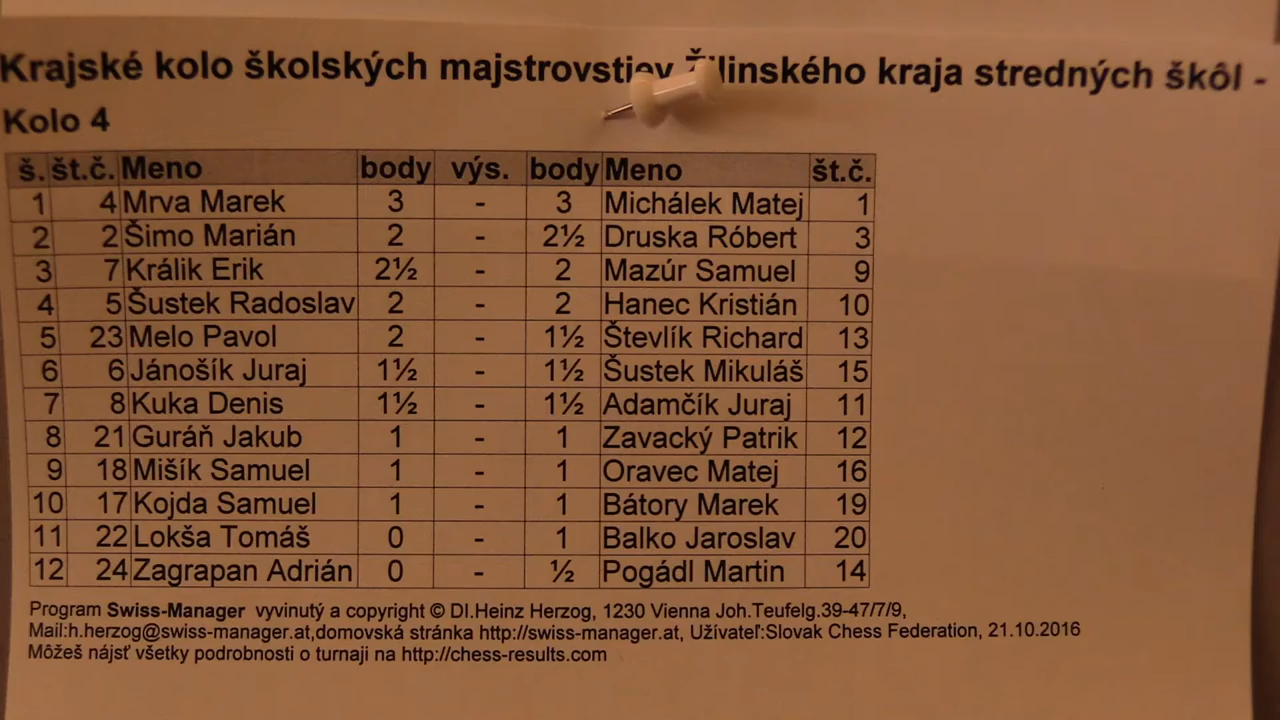 Krajské kolo školských majstrovstiev Žilinského kraja stredných škôl -
Kolo 4
š. št.č. Meno body výs. body Meno št.č.
1 4 Mrva Marek 3 - 3 Michálek Matej 1
2 2 Šimo Marián 2 - 2½ Druska Róbert 3
3 7 Králik Erik 2½ - 2 Mazúr Samuel 9
4 5 Šustek Radoslav 2 - 2 Hanec Kristián 10
5 23 Melo Pavol 2 - 1½ Števlík Richard 13
6 6 Jánošík Juraj 1½ - 1½ Šustek Mikuláš 15
7 8 Kuka Denis 1½ - 1½ Adamčík Juraj 11
8 21 Guráň Jakub 1 - 1 Zavacký Patrik 12
9 18 Mišík Samuel 1 - 1 Oravec Matej 16
10 17 Kojda Samuel 1 - 1 Bátory Marek 19
11 22 Lokša Tomáš 0 - 1 Balko Jaroslav 20
12 24 Zagrapan Adrián 0 - ½ Pogádl Martin 14
Program Swiss-Manager vyvinutý a copyright © DI.Heinz Herzog, 1230 Vienna Joh.Teufelg.39-47/7/9,
Mail:h.herzog@swiss-manager.at,domovská stránka http://swiss-manager.at, Užívateľ:Slovak Chess Federation, 21.10.2016
Môžeš nájsť všetky podrobnosti o turnaji na http://chess-results.com